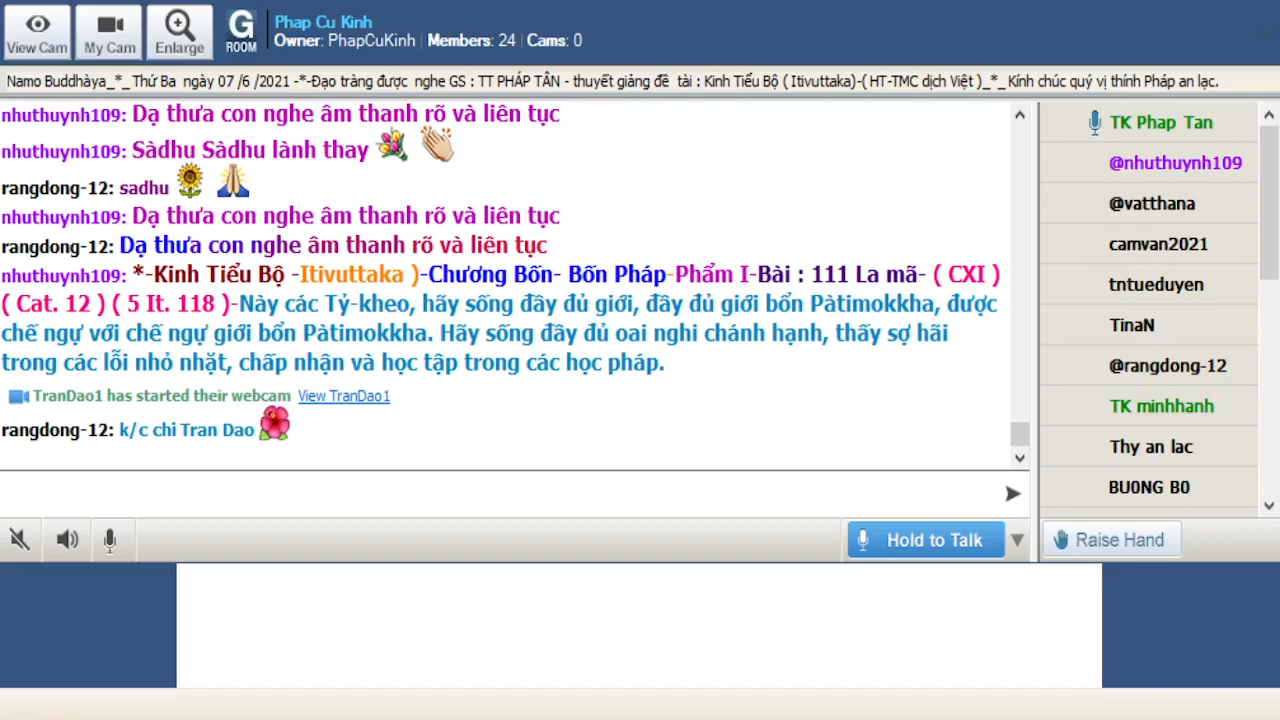 View Cam
My Cam
Enlarge
G
ROOM
Phap Cu Kinh
Owner: PhapCuKinh | Members: 24 | Cams: 0
Namo Buddhàya_*_Thứ Ba ngày 07 /6 /2021 -*-Đạo tràng được nghe GS : TT PHÁP TÂN - thuyết giảng đề tài : Kinh Tiểu Bộ ( Itivuttaka)-( HT-TMC dịch Việt )_*_Kính chúc quý vị thính Pháp an lạc.
nhuthuynh109: Dạ thưa con nghe âm thanh rõ và liên tục
nhuthuynh109: Sàdhu Sàdhu lành thay
rangdong-12: sadhu
nhuthuynh109: Dạ thưa con nghe âm thanh rõ và liên tục
rangdong-12: Dạ thưa con nghe âm thanh rõ và liên tục
nhuthuynh109: *-Kinh Tiểu Bộ -Itivuttaka )-Chương Bốn- Bốn Pháp-Phẩm I-Bài : 111 La mã- ( CXI )
( Cat. 12 ) ( 5 It. 118 )-Này các Tỷ-kheo, hãy sống đầy đủ giới, đầy đủ giới bổn Pàtimokkha, được
chế ngự với chế ngự giới bổn Pàtimokkha. Hãy sống đầy đủ oai nghi chánh hạnh, thấy sợ hãi
trong các lỗi nhỏ nhặt, chấp nhận và học tập trong các học pháp.
TranDao1 has started their webcam View TranDao1
rangdong-12: k/c chi Tran Dao
TK Phap Tan
@nhuthuynh109
@vatthana
camvan2021
tntueduyen
TinaN
@rangdong-12
TK minhhanh
Thy an lac
BU0NG B0
Hold to Talk
Raise Hand